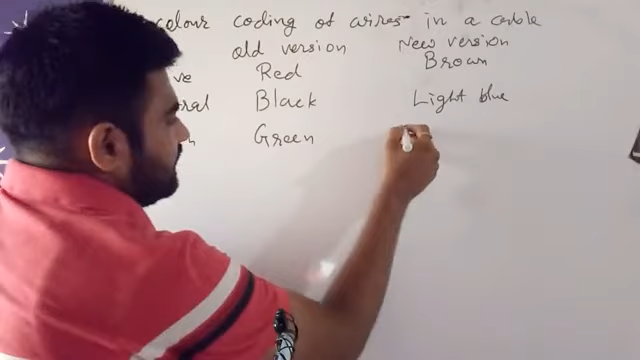 colour coding of wires in a cable
old version New version
Red Brown
Black Light blue
Green